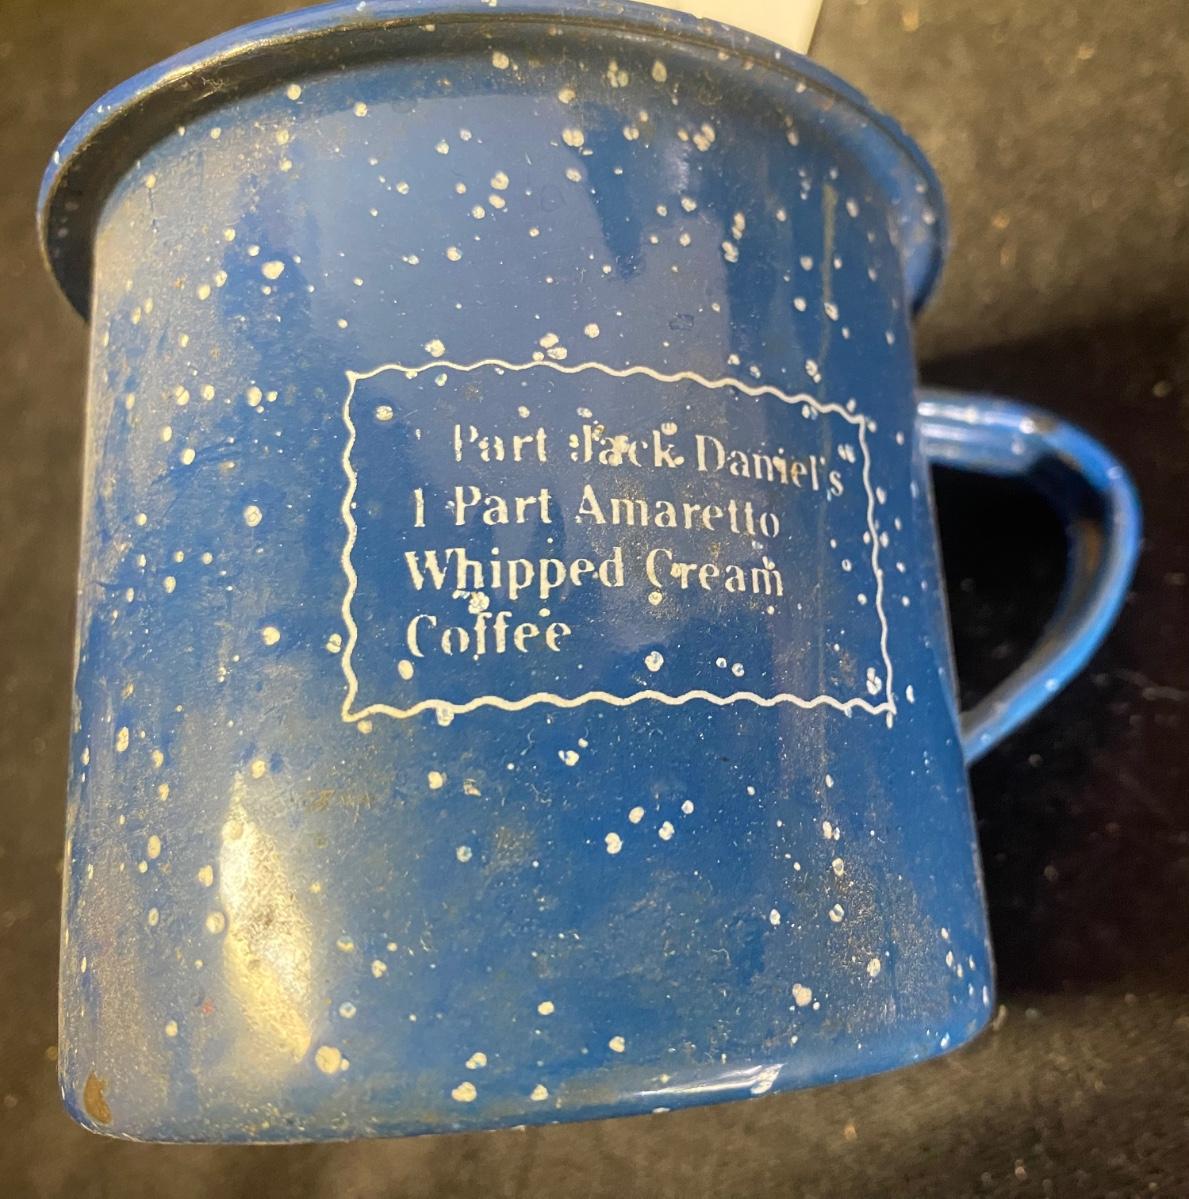 Part Jack Daniel's
1 Part Amaretto
Whipped Cream
Coffee